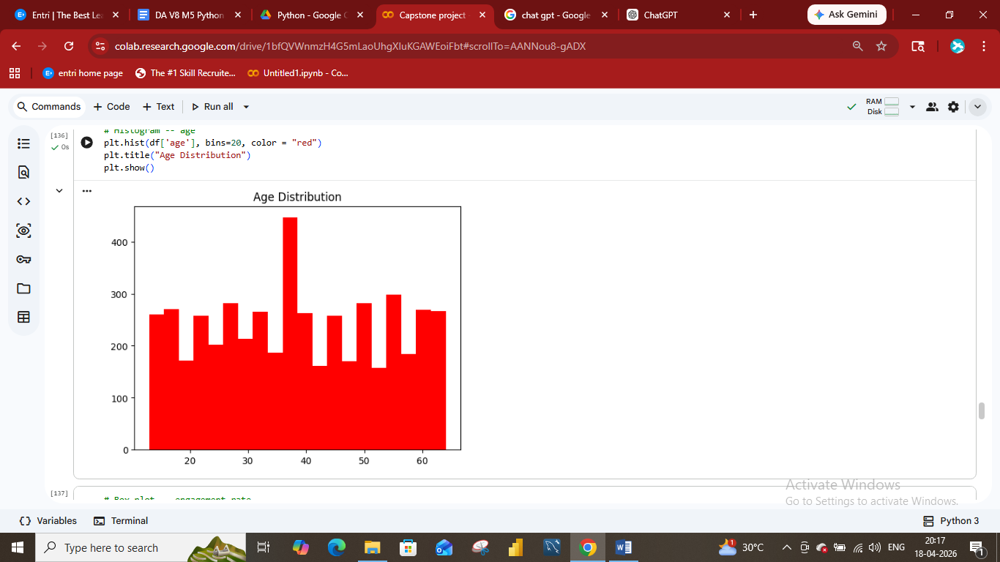 Entri | The Best Le
DA V8 M5 Python
Python - Google C
Capstone project
chat gpt - Google
ChatGPT
Ask Gemini
colab.research.google.com/drive/1bfQVWnmzH4G5mLaoUhgXluKGAWEoiFbt#scrollTo=AANNou8-gADX
entri home page
The #1 Skill Recruite...
Untitled1.ipynb - Co...
Commands
+ Code
+ Text
Run all
RAM
Disk
[136]
0s
# Histogram -- age
plt.hist(df['age'], bins=20, color = "red")
plt.title("Age Distribution")
plt.show()
Age Distribution
400
300
200
100
0
20
30
40
50
60
[137]
# Box plot -- engagement rate
Activate Windows
Go to Settings to activate Windows.
Variables
Terminal
Python 3
Type here to search
1
30°C
ENG
20:17
18-04-2026
1